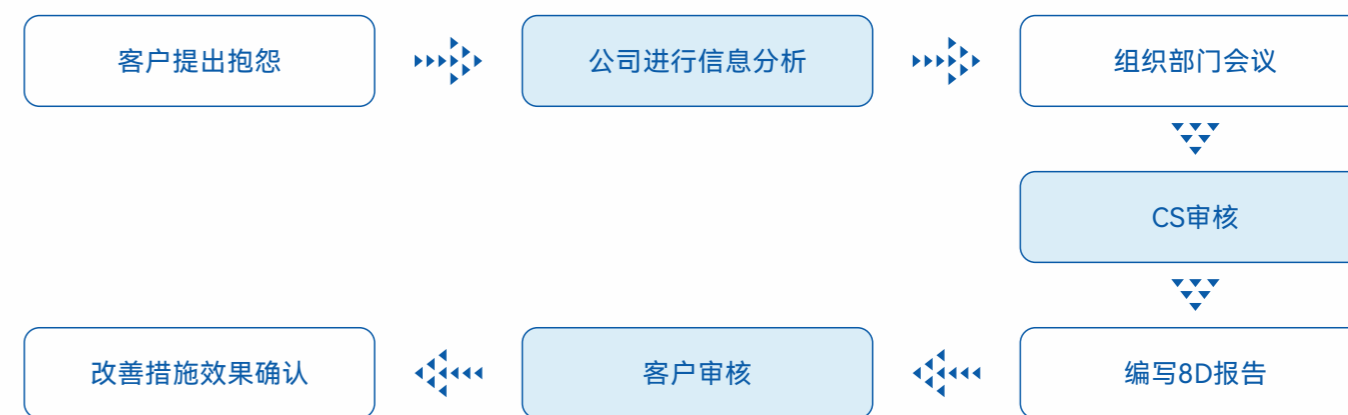 客户提出抱怨
公司进行信息分析
组织部门会议
CS审核
编写8D报告
客户审核
改善措施效果确认